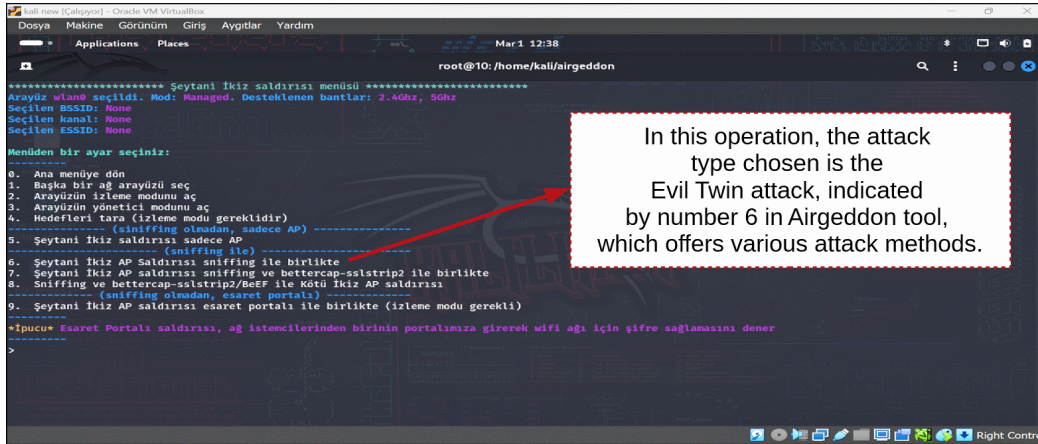 kali new [Çalışıyor] - Oracle VM VirtualBox
Dosya Makine Görünüm Giriş Aygıtlar Yardım
Applications Places Mar 1 12:38
root@10: /home/kali/airgeddon
************************ Şeytani İkiz saldırısı menüsü *************************
Arayüz wlan0 seçildi. Mod: Managed. Desteklenen bantlar: 2.4Ghz, 5Ghz
Seçilen BSSID: None
Seçilen kanal: None
Seçilen ESSID: None
Menüden bir ayar seçiniz:
---------
0. Ana menüye dön
1. Başka bir ağ arayüzü seç
2. Arayüzün izleme modunu aç
3. Arayüzün yönetici modunu aç
4. Hedefleri tara (izleme modu gereklidir)
--------------- (siniffing olmadan, sadece AP) ---------------
5. Şeytani İkiz saldırısı sadece AP
--------------------- (sniffing ile) --------------------
6. Şeytani İkiz AP Saldırısı sniffing ile birlikte
7. Şeytani İkiz AP saldırısı sniffing ve bettercap-sslstrip2 ile birlikte
8. Sniffing ve bettercap-sslstrip2/BeEF ile Kötü İkiz AP saldırısı
------------- (sniffing olmadan, esaret portalı) -------------
9. Şeytani İkiz AP saldırısı esaret portalı ile birlikte (izleme modu gerekli)
---------
*İpucu* Esaret Portalı saldırısı, ağ istemcilerinden birinin portalımıza girerek wifi ağı için şifre sağlamasını dener
---------
>
In this operation, the attack
type chosen is the
Evil Twin attack, indicated
by number 6 in Airgeddon tool,
which offers various attack methods.
Right Contr